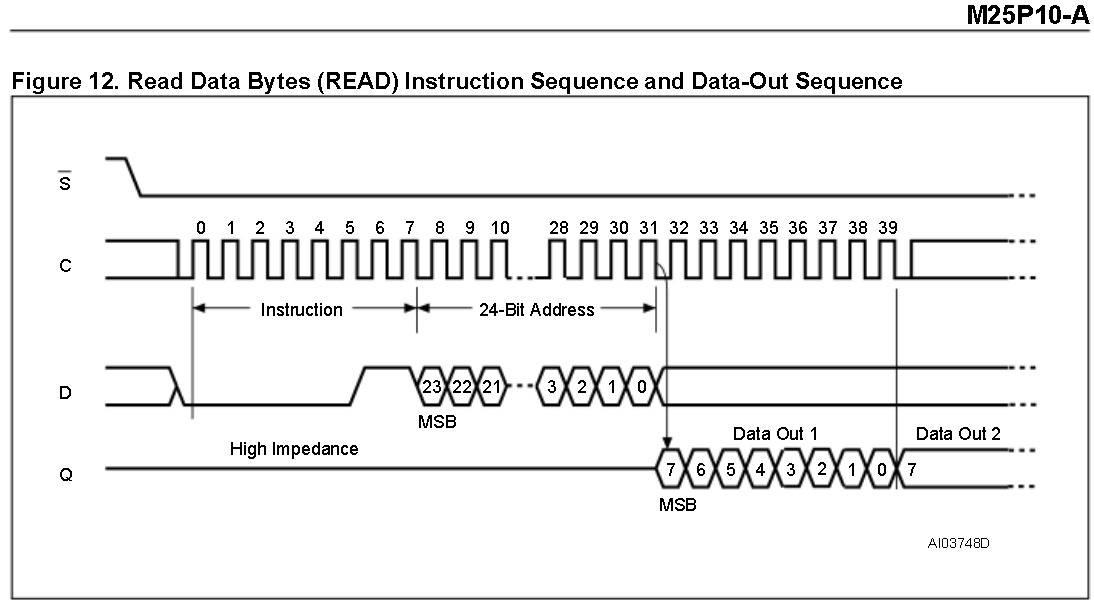 M25P10-A
Figure 12. Read Data Bytes (READ) Instruction Sequence and Data-Out Sequence
S
0 1 2 3 4 5 6 7 8 9 10 28 29 30 31 32 33 34 35 36 37 38 39
C
Instruction 24-Bit Address
D
23 22 21 3 2 1 0
MSB
High Impedance
Data Out 1 Data Out 2
Q
7 6 5 4 3 2 1 0 7
MSB
AI03748D